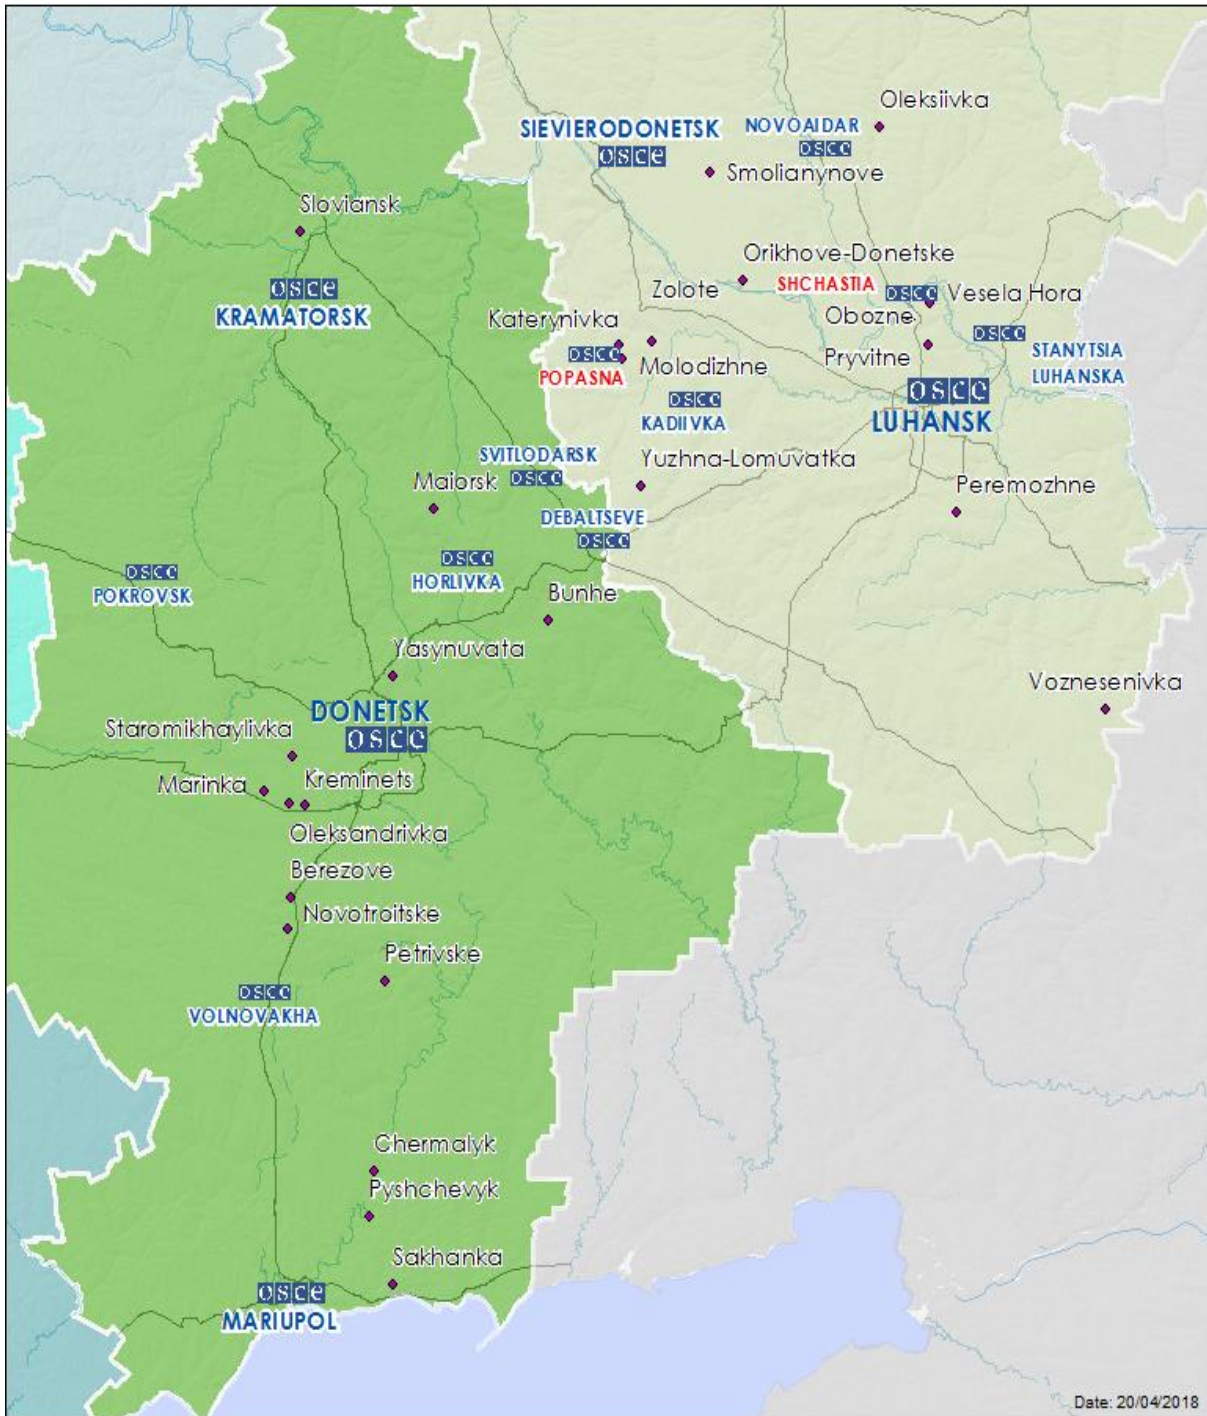 Oleksiivka
SIEVIERODONETSK
NOVOAIDAR
osce
osce
Smolianynove
Sloviansk
Orikhove-Donetske
Zolote
SHCHASTIA
osce
osce
Vesela Hora
KRAMATORSK
Katerynivka
Obozne
osce
STANYTSIA
LUHANSKA
osce
Pryvitne
POPASNA
Molodizhne
osce
osce
KADIIVKA
LUHANSK
SVITLODARSK
osce
Yuzhna-Lomuvatka
Maiorsk
Peremozhne
DEBALTSEVE
osce
osce
HORLIVKA
osce
POKROVSK
Bunhe
Yasynuvata
Voznesenivka
DONETSK
osce
Staromikhaylivka
Marinka
Kreminets
Oleksandrivka
Berezove
Novotroitske
Petrivske
osce
VOLNOVAKHA
Chermalyk
Pyshchevyk
Sakhanka
osce
MARIUPOL
Date: 20/04/2018